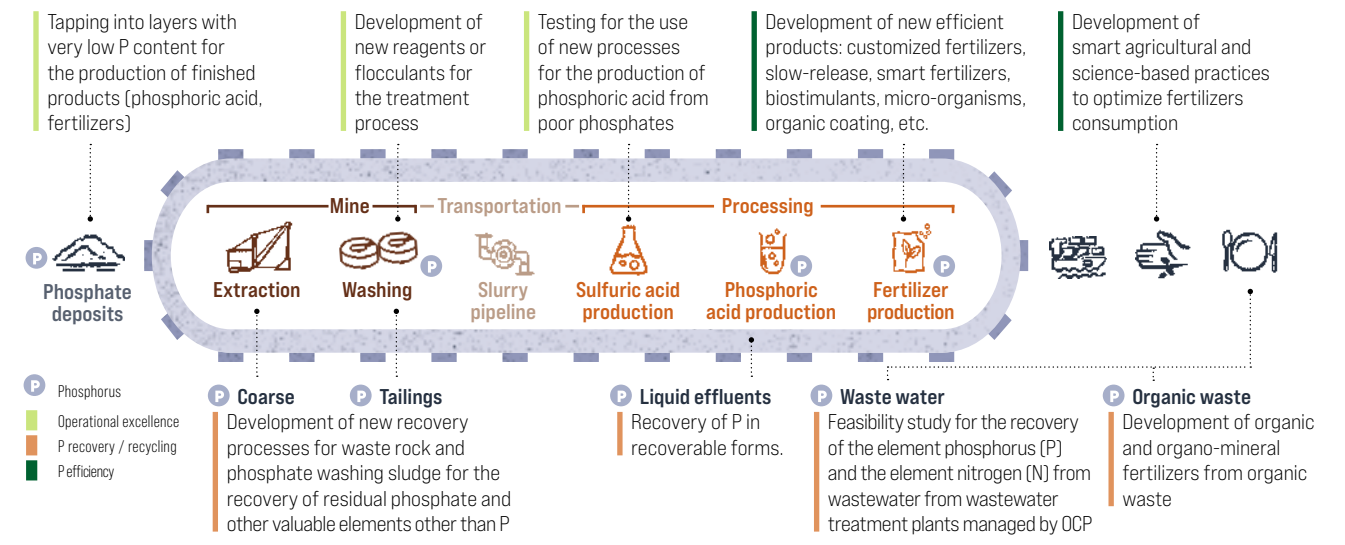 Tapping into layers with
very low P content for
the production of finished
products (phosphoric acid,
fertilizers)
Development of
new reagents or
flocculants for
the treatment
process
Testing for the use
of new processes
for the production of
phosphoric acid from
poor phosphates
Development of new efficient
products: customized fertilizers,
slow-release, smart fertilizers,
biostimulants, micro-organisms,
organic coating, etc.
Development of
smart agricultural and
science-based practices
to optimize fertilizers
consumption
Mine
Transportation
Processing
P
Phosphate
deposits
Extraction
P
Washing
Slurry
pipeline
Sulfuric acid
production
P
Phosphoric
acid production
P
Fertilizer
production
P Phosphorus
Operational excellence
P recovery / recycling
P efficiency
P Coarse
P Tailings
Development of new recovery
processes for waste rock and
phosphate washing sludge for the
recovery of residual phosphate and
other valuable elements other than P
P Liquid effluents
Recovery of P in
recoverable forms.
P Waste water
Feasibility study for the recovery
of the element phosphorus (P)
and the element nitrogen (N) from
wastewater from wastewater
treatment plants managed by OCP
P Organic waste
Development of organic
and organo-mineral
fertilizers from organic
waste